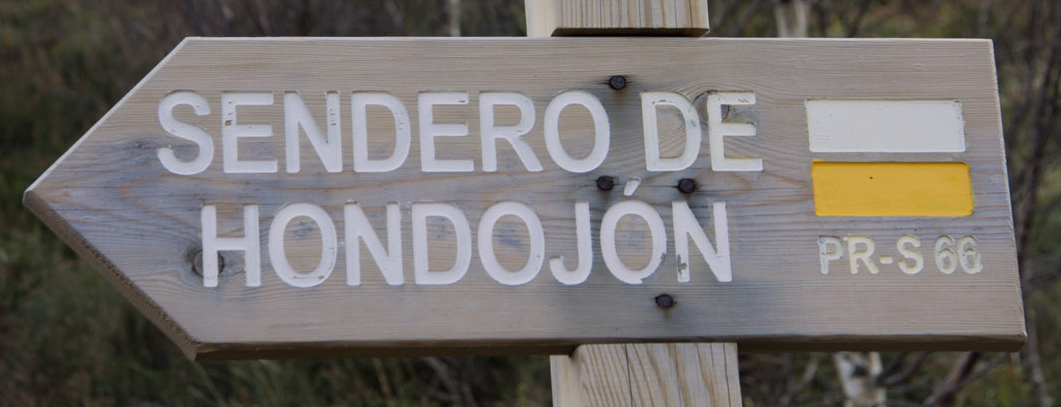 SENDERO DE
HONDOJÓN
PR-S 66